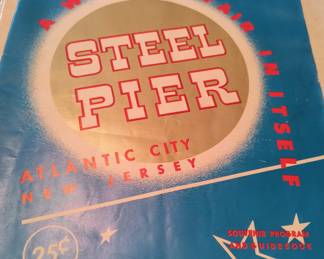 A
IN ITSELF
STEEL
PIER
ATLANTIC CITY
NEW JERSEY
25¢
SOUVENIR PROGRAM
AND GUIDEBOOK